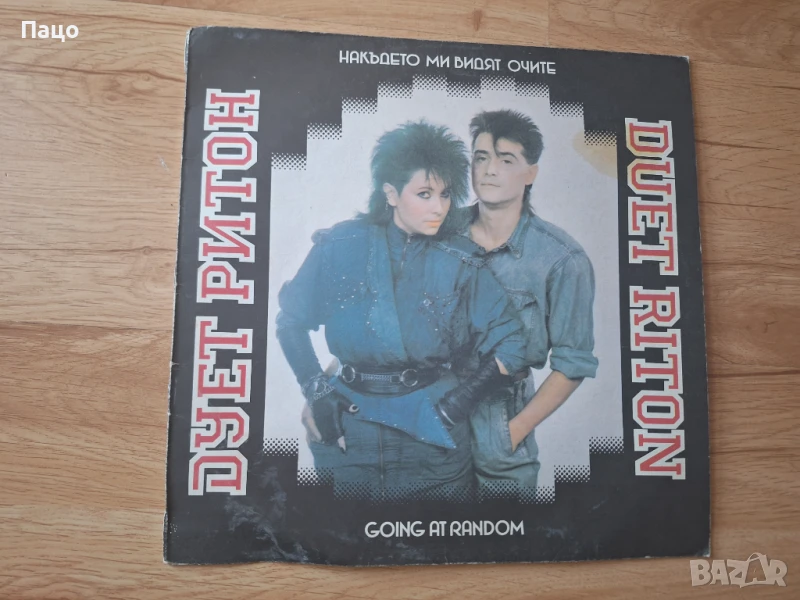 Пацо
НАКЪДЕТО МИ ВИДЯТ ОЧИТЕ
ДУЕТ РИТОН
DUET RITON
GOING AT RANDOM
BAZAR